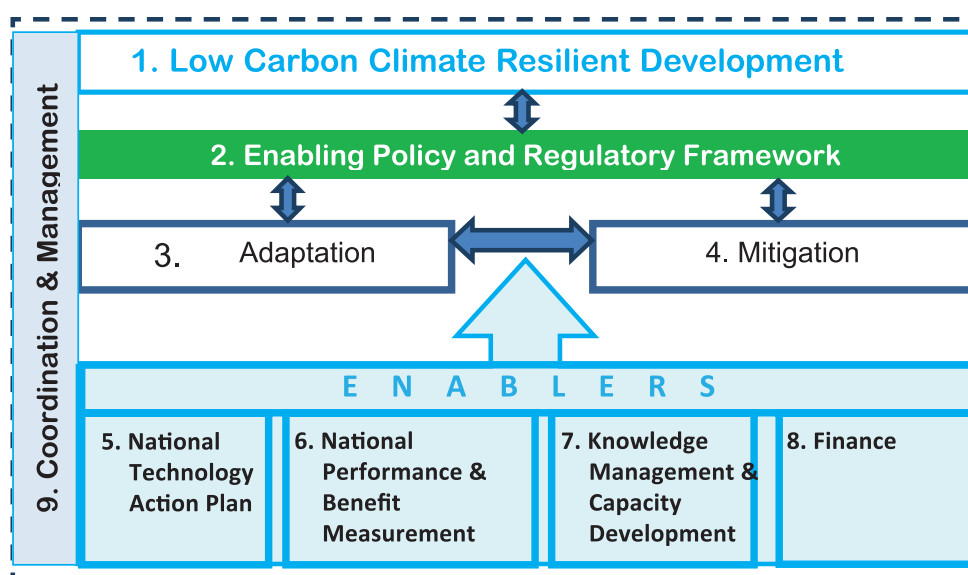 9. Coordination & Management
1. Low Carbon Climate Resilient Development
2. Enabling Policy and Regulatory Framework
3. Adaptation
4. Mitigation
E N A B L E R S
5. National
Technology
Action Plan
6. National
Performance &
Benefit
Measurement
7. Knowledge
Management &
Capacity
Development
8. Finance